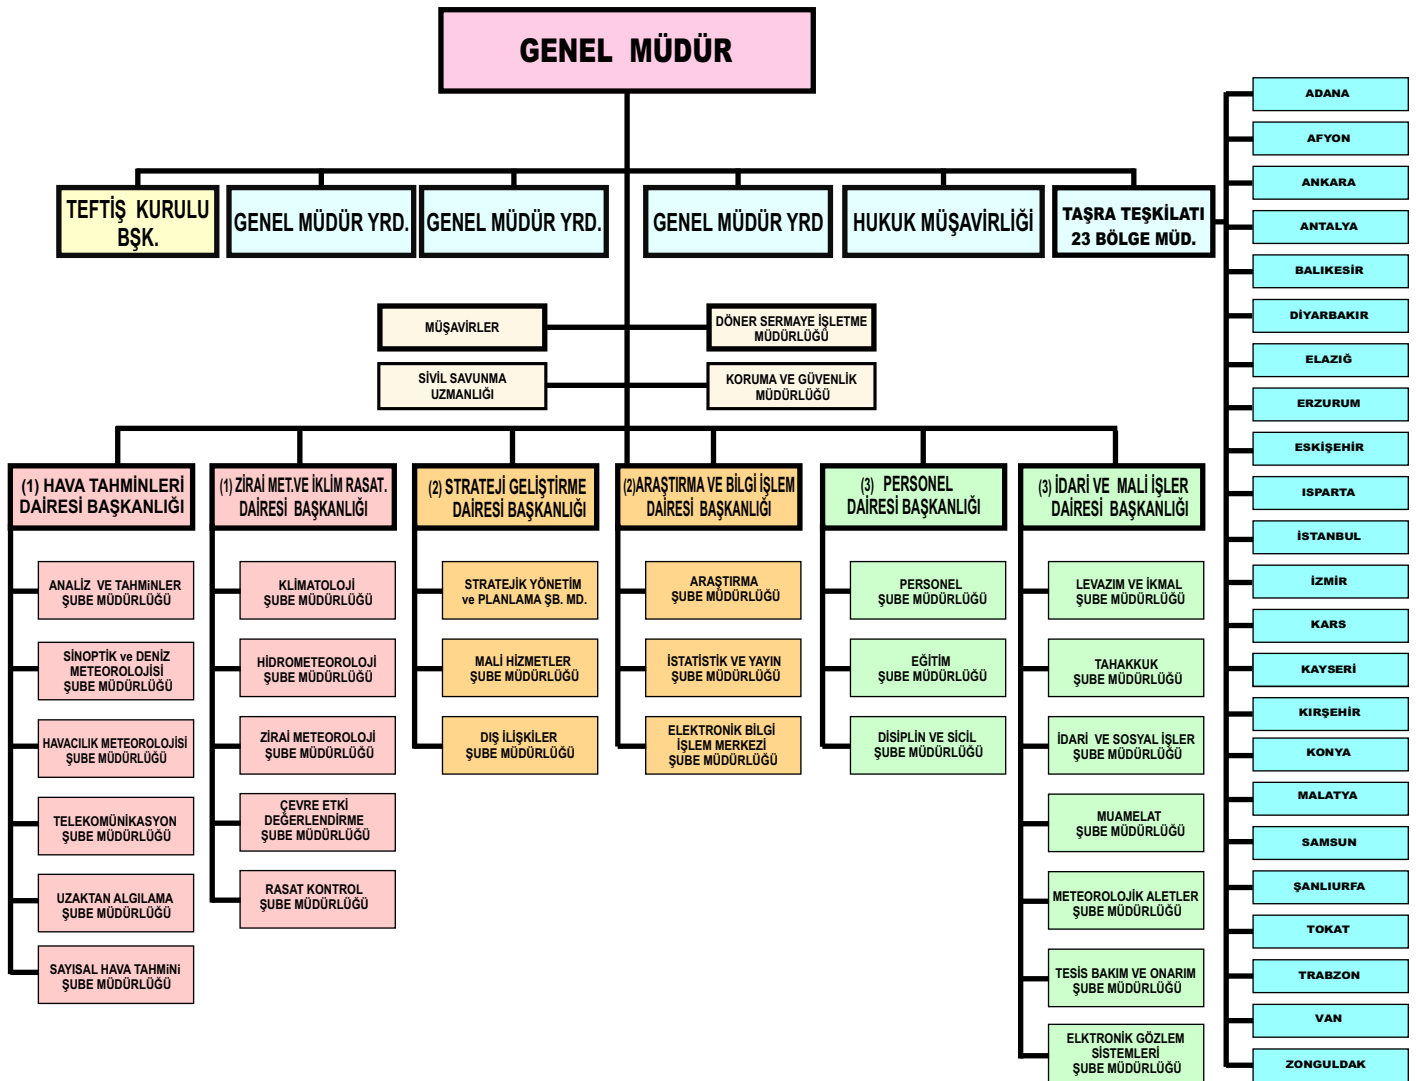 GENEL MÜDÜR
TEFTİŞ KURULU
BŞK.
GENEL MÜDÜR YRD.
GENEL MÜDÜR YRD.
GENEL MÜDÜR YRD
HUKUK MÜŞAVİRLİĞİ
TAŞRA TEŞKİLATI
23 BÖLGE MÜD.
MÜŞAVİRLER
DÖNER SERMAYE İŞLETME
MÜDÜRLÜĞÜ
SİVİL SAVUNMA
UZMANLIĞI
KORUMA VE GÜVENLİK
MÜDÜRLÜĞÜ
(1) HAVA TAHMINLERİ
DAİRESİ BAŞKANLIĞI
ANALİZ VE TAHMiNLER
ŞUBE MÜDÜRLÜĞÜ
SİNOPTİK ve DENİZ
METEOROLOJİSİ
ŞUBE MÜDÜRLÜĞÜ
HAVACILIK METEOROLOJİSİ
ŞUBE MÜDÜRLÜĞÜ
TELEKOMÜNİKASYON
ŞUBE MÜDÜRLÜĞÜ
UZAKTAN ALGILAMA
ŞUBE MÜDÜRLÜĞÜ
SAYISAL HAVA TAHMiNi
ŞUBE MÜDÜRLÜĞÜ
(1) ZİRAİ MET.VE İKLİM RASAT.
DAİRESİ BAŞKANLIĞI
KLİMATOLOJİ
ŞUBE MÜDÜRLÜĞÜ
HİDROMETEOROLOJİ
ŞUBE MÜDÜRLÜĞÜ
ZİRAİ METEOROLOJİ
ŞUBE MÜDÜRLÜĞÜ
ÇEVRE ETKİ
DEĞERLENDİRME
ŞUBE MÜDÜRLÜĞÜ
RASAT KONTROL
ŞUBE MÜDÜRLÜĞÜ
(2) STRATEJİ GELİŞTİRME
DAİRESİ BAŞKANLIĞI
STRATEJİK YÖNETİM
ve PLANLAMA ŞB. MD.
MALİ HİZMETLER
ŞUBE MÜDÜRLÜĞÜ
DIŞ İLİŞKİLER
ŞUBE MÜDÜRLÜĞÜ
(2)ARAŞTIRMA VE BİLGİ İŞLEM
DAİRESİ BAŞKANLIĞI
ARAŞTIRMA
ŞUBE MÜDÜRLÜĞÜ
İSTATİSTİK VE YAYIN
ŞUBE MÜDÜRLÜĞÜ
ELEKTRONİK BİLGİ
İŞLEM MERKEZİ
ŞUBE MÜDÜRLÜĞÜ
(3) PERSONEL
DAİRESİ BAŞKANLIĞI
PERSONEL
ŞUBE MÜDÜRLÜĞÜ
EĞİTİM
ŞUBE MÜDÜRLÜĞÜ
DİSİPLİN VE SİCİL
ŞUBE MÜDÜRLÜĞÜ
(3) İDARİ VE MALİ İŞLER
DAİRESİ BAŞKANLIĞI
LEVAZIM VE İKMAL
ŞUBE MÜDÜRLÜĞÜ
TAHAKKUK
ŞUBE MÜDÜRLÜĞÜ
İDARİ VE SOSYAL İŞLER
ŞUBE MÜDÜRLÜĞÜ
MUAMELAT
ŞUBE MÜDÜRLÜĞÜ
METEOROLOJİK ALETLER
ŞUBE MÜDÜRLÜĞÜ
TESİS BAKIM VE ONARIM
ŞUBE MÜDÜRLÜĞÜ
ELKTRONİK GÖZLEM
SİSTEMLERİ
ŞUBE MÜDÜRLÜĞÜ
ADANA
AFYON
ANKARA
ANTALYA
BALIKESİR
DİYARBAKIR
ELAZIĞ
ERZURUM
ESKİŞEHİR
ISPARTA
İSTANBUL
İZMİR
KARS
KAYSERİ
KIRŞEHİR
KONYA
MALATYA
SAMSUN
ŞANLIURFA
TOKAT
TRABZON
VAN
ZONGULDAK